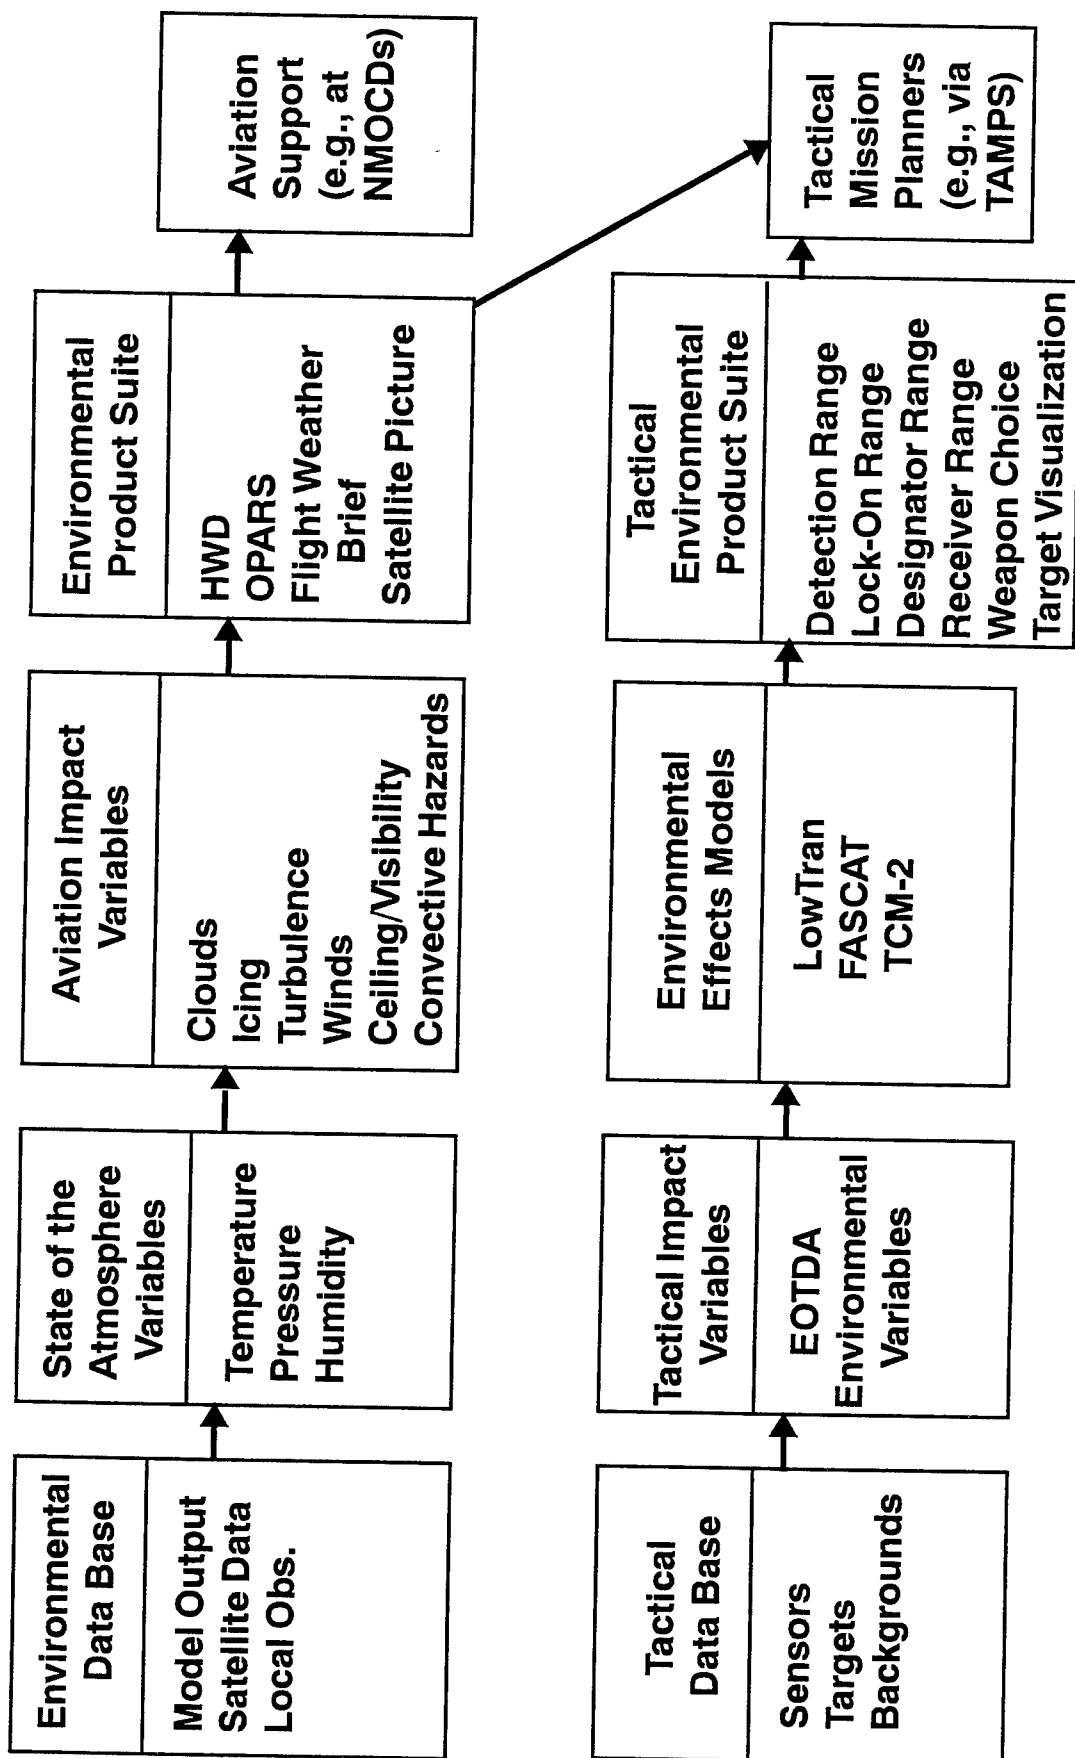 Environmental
Data Base
Model Output
Satellite Data
Local Obs.
State of the
Atmosphere
Variables
Temperature
Pressure
Humidity
Aviation Impact
Variables
Clouds
Icing
Turbulence
Winds
Ceiling/Visibility
Convective Hazards
Environmental
Product Suite
HWD
OPARS
Flight Weather
Brief
Satellite Picture
Aviation
Support
(e.g., at
NMOCDs)
Tactical
Data Base
Sensors
Targets
Backgrounds
Tactical Impact
Variables
EOTDA
Environmental
Variables
Environmental
Effects Models
LowTran
FASCAT
TCM-2
Tactical
Environmental
Product Suite
Detection Range
Lock-On Range
Designator Range
Receiver Range
Weapon Choice
Target Visualization
Tactical
Mission
Planners
(e.g., via
TAMPS)